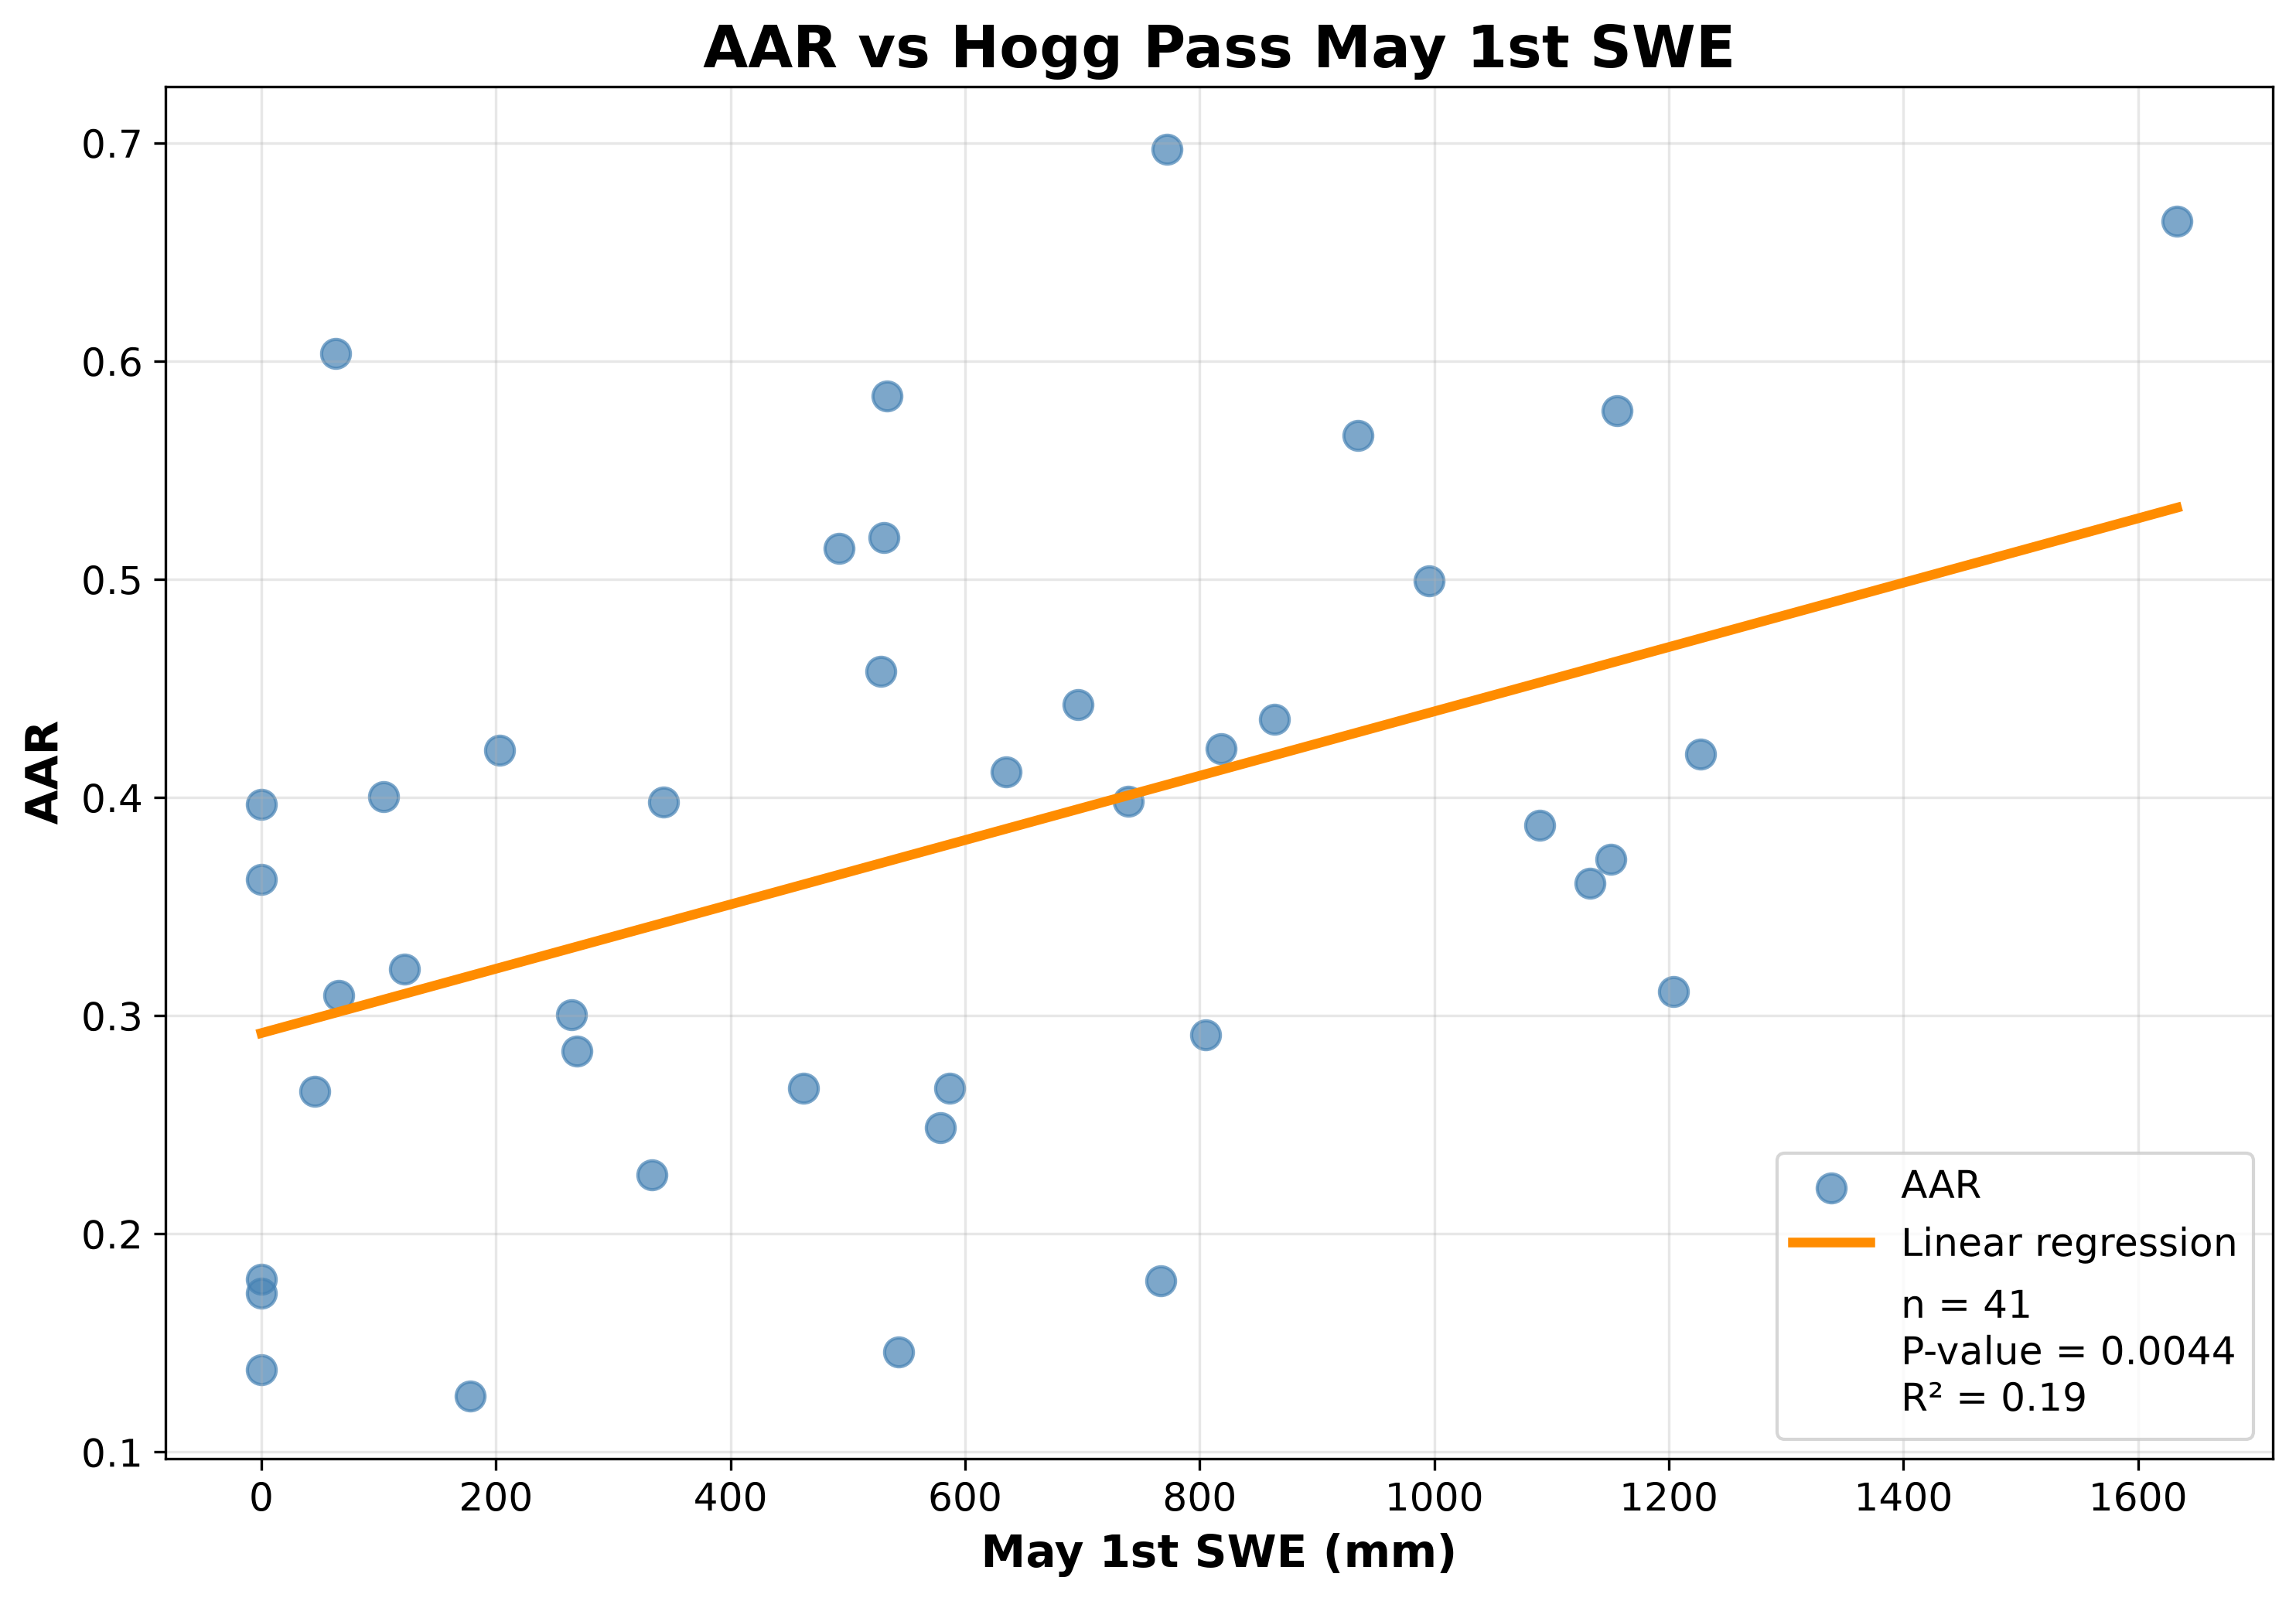 AAR vs Hogg Pass May 1st SWE
0.7
0.6
0.5
0.4
0.3
0.2
0.1
AAR
0 200 400 600 800 1000 1200 1400 1600
May 1st SWE (mm)
AAR
Linear regression
n = 41
P-value = 0.0044
R² = 0.19